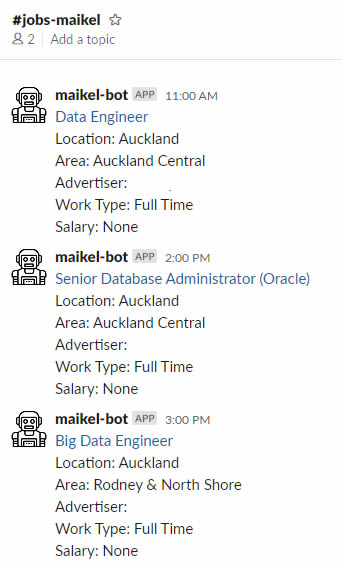 #jobs-maikel
2 | Add a topic
maikel-bot APP 11:00 AM
Data Engineer
Location: Auckland
Area: Auckland Central
Advertiser:
Work Type: Full Time
Salary: None
maikel-bot APP 2:00 PM
Senior Database Administrator (Oracle)
Location: Auckland
Area: Auckland Central
Advertiser:
Work Type: Full Time
Salary: None
maikel-bot APP 3:00 PM
Big Data Engineer
Location: Auckland
Area: Rodney & North Shore
Advertiser:
Work Type: Full Time
Salary: None